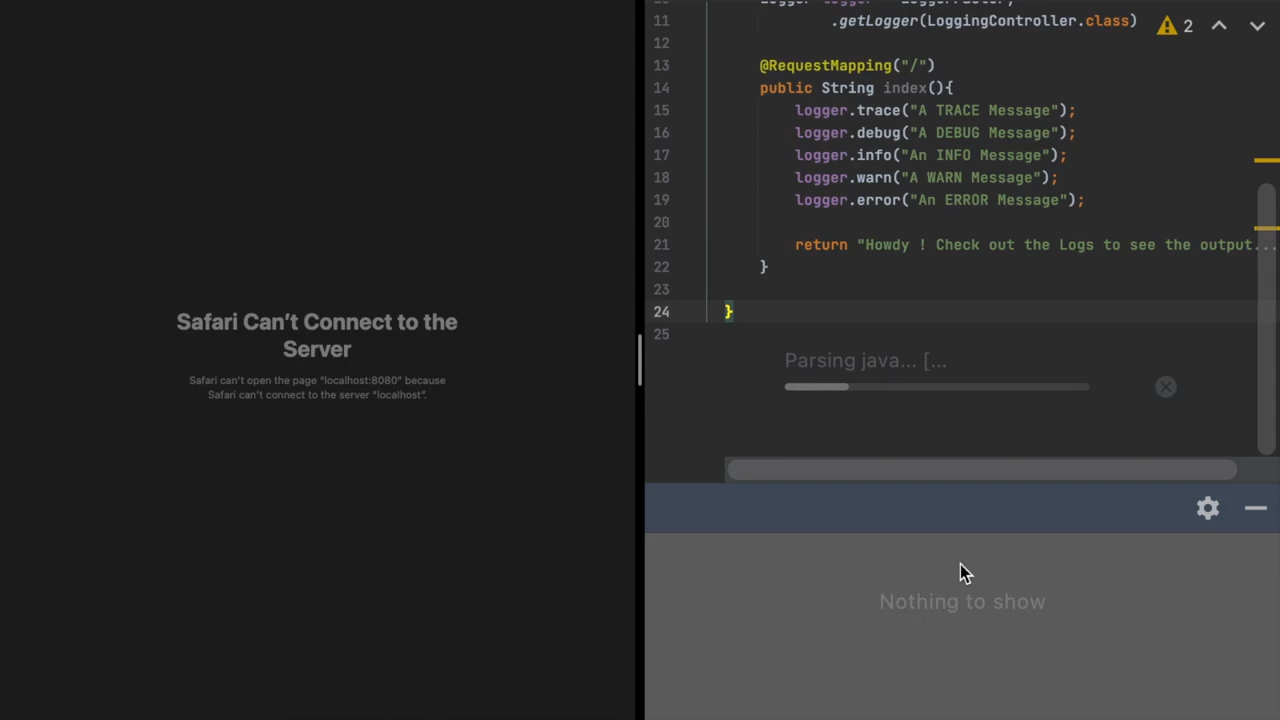 Safari Can't Connect to the
Server
Safari can't open the page "localhost:8080" because
Safari can't connect to the server "localhost".
11 .getLogger(LoggingController.class) 2
12
13 @RequestMapping("/")
14 public String index(){
15 logger.trace("A TRACE Message");
16 logger.debug("A DEBUG Message");
17 logger.info("An INFO Message");
18 logger.warn("A WARN Message");
19 logger.error("An ERROR Message");
20
21 return "Howdy ! Check out the Logs to see the output...
22 }
23
24 }
25
Parsing java... [...
Nothing to show